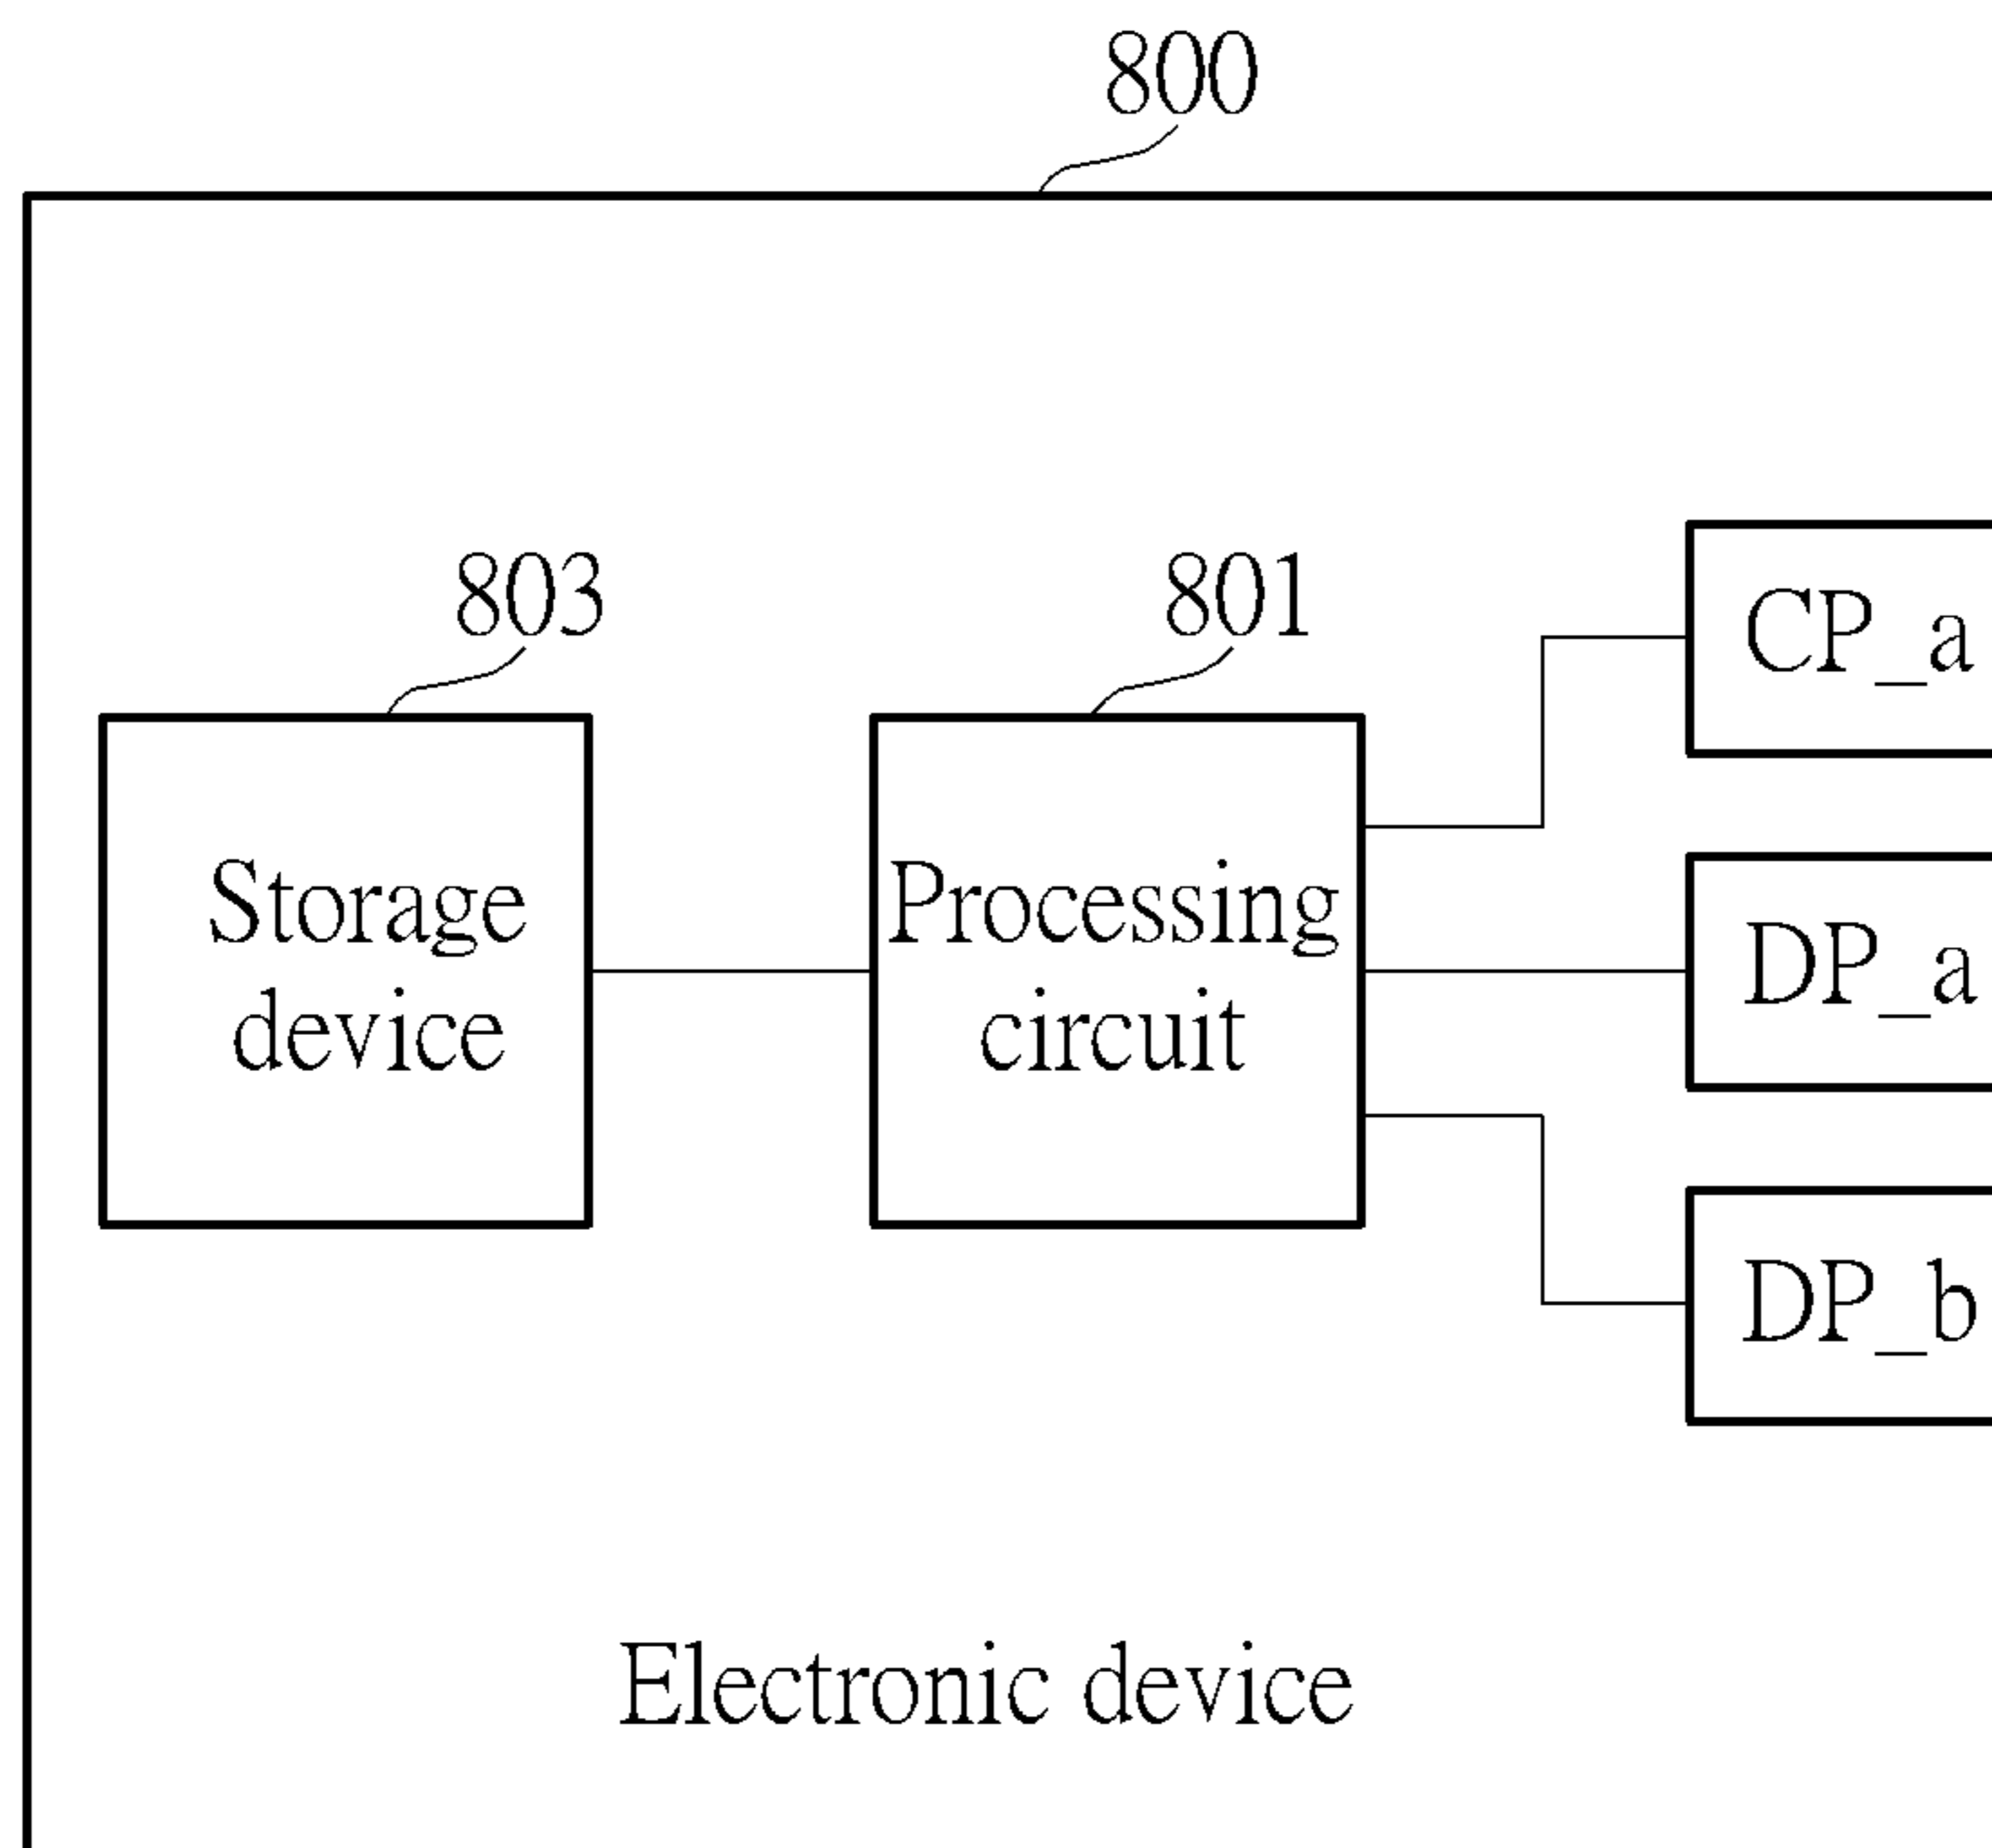 800
803
801
CP_a
Storage
device
Processing
circuit
DP_a
DP_b
Electronic device